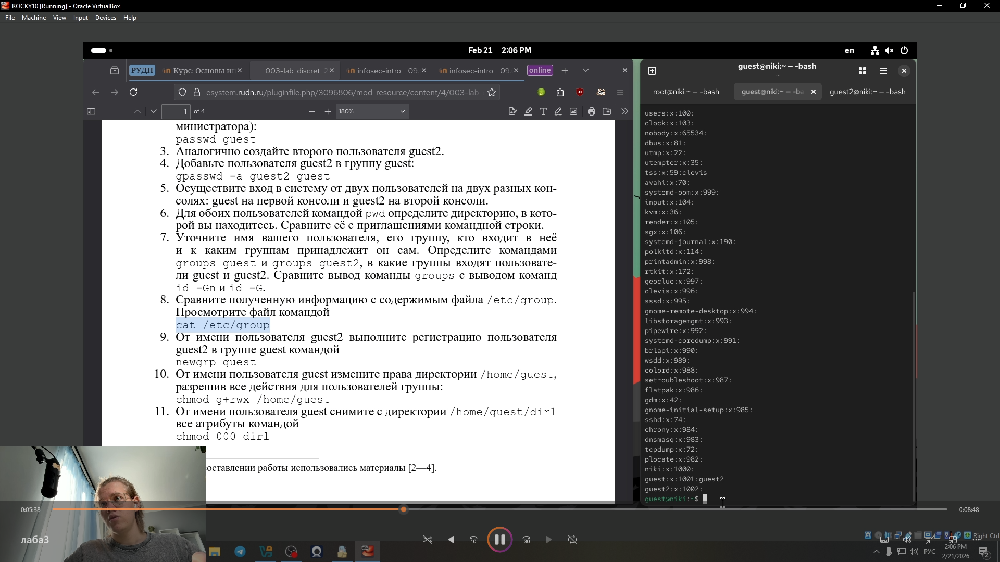 ROCKY10 [Running] - Oracle VirtualBox
File Machine View Input Devices Help
Feb 21 2:06 PM
en
РУДН
Курс: Основы ин
003-lab_discret_2
infosec-intro__09.
infosec-intro__09.
online
esystem.rudn.ru/pluginfile.php/3096806/mod_resource/content/4/003-lab_
1 of 4
180%
министратора):
passwd guest
3. Аналогично создайте второго пользователя guest2.
4. Добавьте пользователя guest2 в группу guest:
gpasswd -a guest2 guest
5. Осуществите вход в систему от двух пользователей на двух разных кон-
солях: guest на первой консоли и guest2 на второй консоли.
6. Для обоих пользователей командой pwd определите директорию, в кото-
рой вы находитесь. Сравните её с приглашениями командной строки.
7. Уточните имя вашего пользователя, его группу, кто входит в неё
и к каким группам принадлежит он сам. Определите командами
groups guest и groups guest2, в какие группы входят пользовате-
ли guest и guest2. Сравните вывод команды groups с выводом команд
id -Gn и id -G.
8. Сравните полученную информацию с содержимым файла /etc/group.
Просмотрите файл командой
cat /etc/group
9. От имени пользователя guest2 выполните регистрацию пользователя
guest2 в группе guest командой
newgrp guest
10. От имени пользователя guest измените права директории /home/guest,
разрешив все действия для пользователей группы:
chmod g+rwx /home/guest
11. От имени пользователя guest снимите с директории /home/guest/dir1
все атрибуты командой
chmod 000 dirl
оставлении работы использовались материалы [2—4].
guest@niki:~ — -bash
~
root@niki:~ — -bash
guest@niki:~ — -ba
guest2@niki:~ — -bash
users:x:100:
clock:x:103:
nobody:x:65534:
dbus:x:81:
utmp:x:22:
utempter:x:35:
tss:x:59:clevis
avahi:x:70:
systemd-oom:x:999:
input:x:104:
kvm:x:36:
render:x:105:
sgx:x:106:
systemd-journal:x:190:
polkitd:x:114:
printadmin:x:998:
rtkit:x:172:
geoclue:x:997:
clevis:x:996:
sssd:x:995:
gnome-remote-desktop:x:994:
libstoragemgmt:x:993:
pipewire:x:992:
systemd-coredump:x:991:
brlapi:x:990:
wsdd:x:989:
colord:x:988:
setroubleshoot:x:987:
flatpak:x:986:
gdm:x:42:
gnome-initial-setup:x:985:
sshd:x:74:
chrony:x:984:
dnsmasq:x:983:
tcpdump:x:72:
plocate:x:982:
niki:x:1000:
guest:x:1001:guest2
guest2:x:1002:
guest@niki:~$
0:05:38
0:08:48
лаба3
10
30
Right Ctrl
РУС
2:06 PM
2/21/2026
2